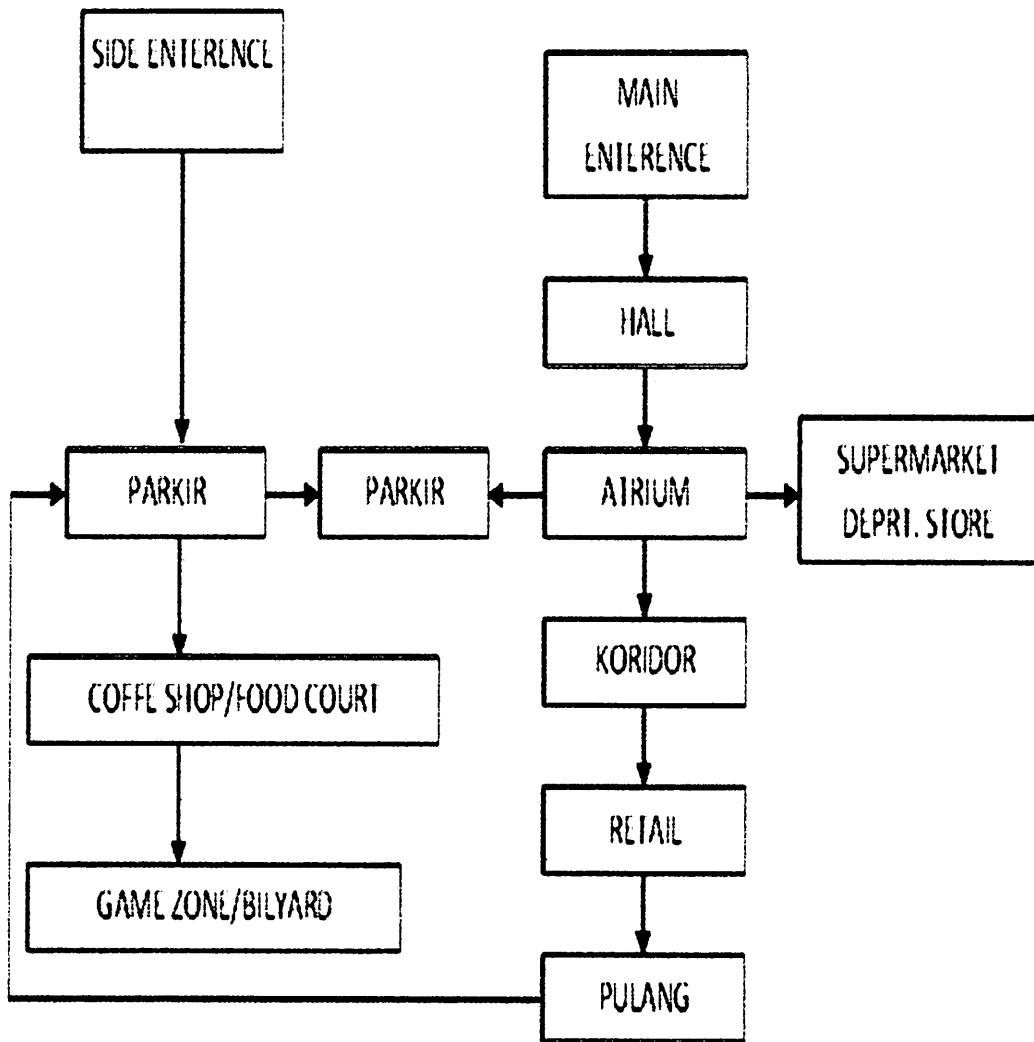 SIDE ENTERENCE
MAIN
ENTERENCE
HALL
PARKIR
PARKIR
ATRIUM
SUPERMARKET
DEPRT. STORE
KORIDOR
COFFE SHOP/FOOD COURT
RETAIL
GAME ZONE/BILYARD
PULANG